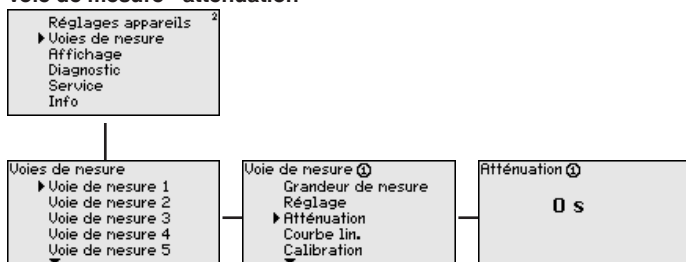 Voie de mesure - atténuation
Réglages appareils 2
Voies de mesure
Affichage
Diagnostic
Service
Info
Voies de mesure
Voie de mesure 1
Voie de mesure 2
Voie de mesure 3
Voie de mesure 4
Voie de mesure 5
Voie de mesure ①
Grandeur de mesure
Réglage
Atténuation
Courbe lin.
Calibration
Atténuation ①
0 s